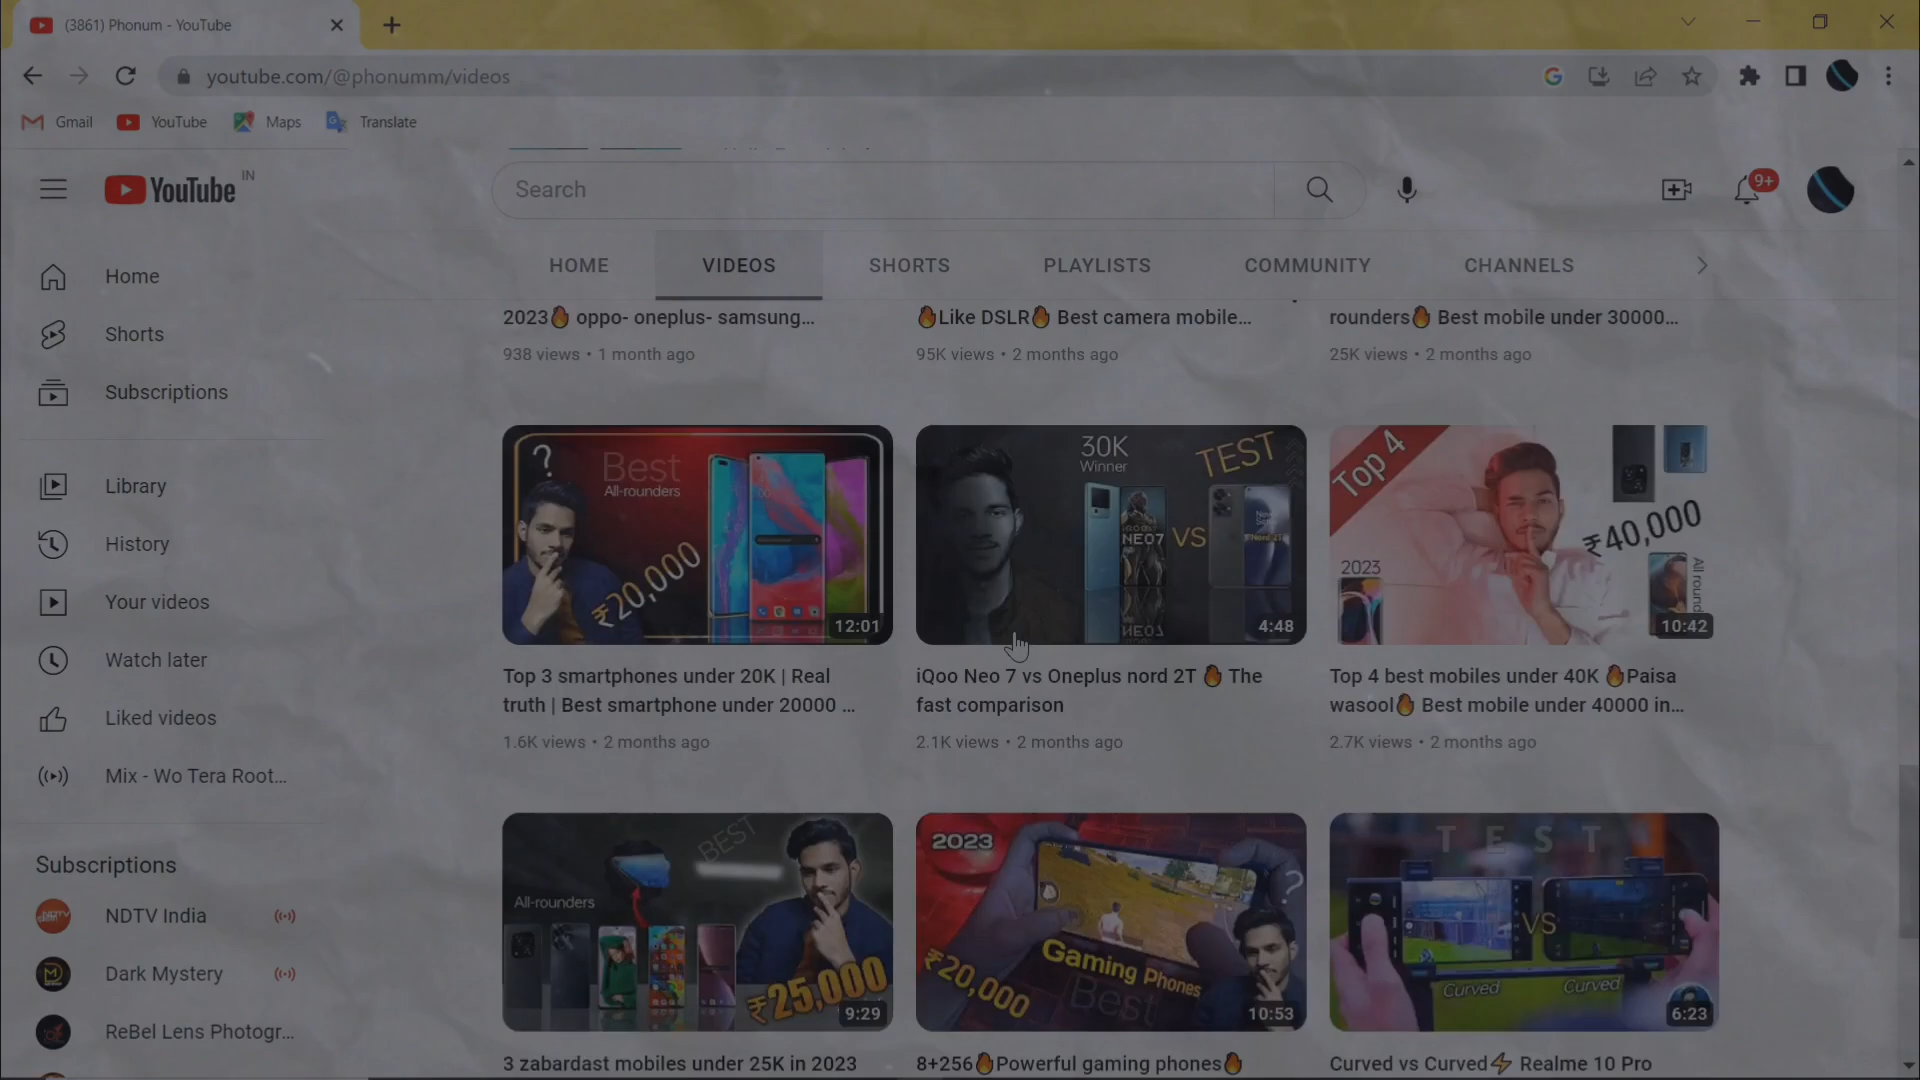 (3861) Phonum - YouTube
youtube.com/@phonumm/videos
Gmail
YouTube
Maps
Translate
YouTube IN
Search
9+
HOME
VIDEOS
SHORTS
PLAYLISTS
COMMUNITY
CHANNELS
Home
Shorts
Subscriptions
Library
History
Your videos
Watch later
Liked videos
Mix - Wo Tera Root...
Subscriptions
NDTV India
Dark Mystery
ReBel Lens Photogr...
2023🔥 oppo- oneplus- samsung...
938 views • 1 month ago
🔥Like DSLR🔥 Best camera mobile...
95K views • 2 months ago
rounders🔥 Best mobile under 30000...
25K views • 2 months ago
?
Best
All-rounders
₹20,000
12:01
Top 3 smartphones under 20K | Real
truth | Best smartphone under 20000 ...
1.6K views • 2 months ago
30K
Winner
TEST
NEO7
VS
4:48
iQoo Neo 7 vs Oneplus nord 2T 🔥 The
fast comparison
2.1K views • 2 months ago
Top 4
₹40,000
2023
All round
10:42
Top 4 best mobiles under 40K 🔥Paisa
wasool🔥 Best mobile under 40000 in...
2.7K views • 2 months ago
BEST
All-rounders
₹25,000
9:29
3 zabardast mobiles under 25K in 2023
2023
?
₹20,000
Gaming Phones
Best
10:53
8+256🔥Powerful gaming phones🔥
TEST
VS
Curved
Curved
6:23
Curved vs Curved⚡ Realme 10 Pro